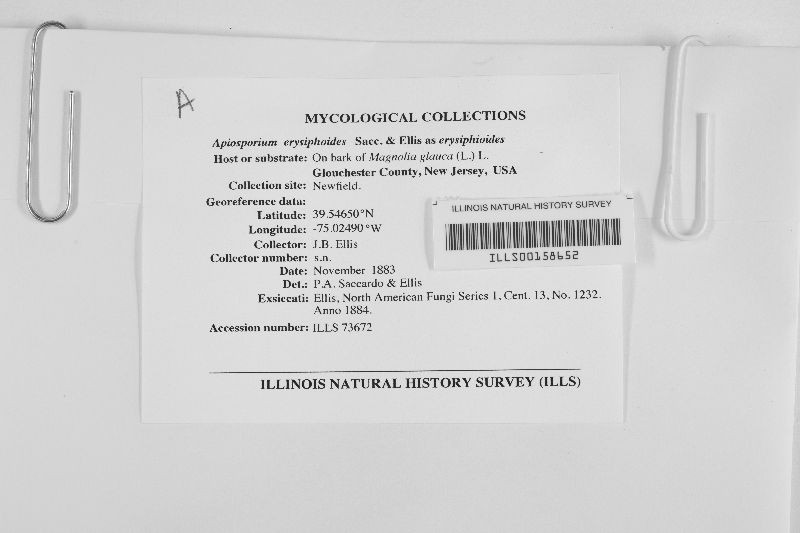 A
MYCOLOGICAL COLLECTIONS
Apiosporium erysiphoides Sacc. & Ellis as erysiphioides
Host or substrate: On bark of Magnolia glauca (L.) L.
Glouchester County, New Jersey, USA
Collection site: Newfield.
Georeference data:
Latitude: 39.54650°N
Longitude: -75.02490°W
Collector: J.B. Ellis
Collector number: s.n.
Date: November 1883
Det.: P.A. Saccardo & Ellis
Exsiccati: Ellis, North American Fungi Series 1, Cent. 13, No. 1232.
Anno 1884.
Accession number: ILLS 73672
ILLINOIS NATURAL HISTORY SURVEY (ILLS)
ILLINOIS NATURAL HISTORY SURVEY
ILLS00158652